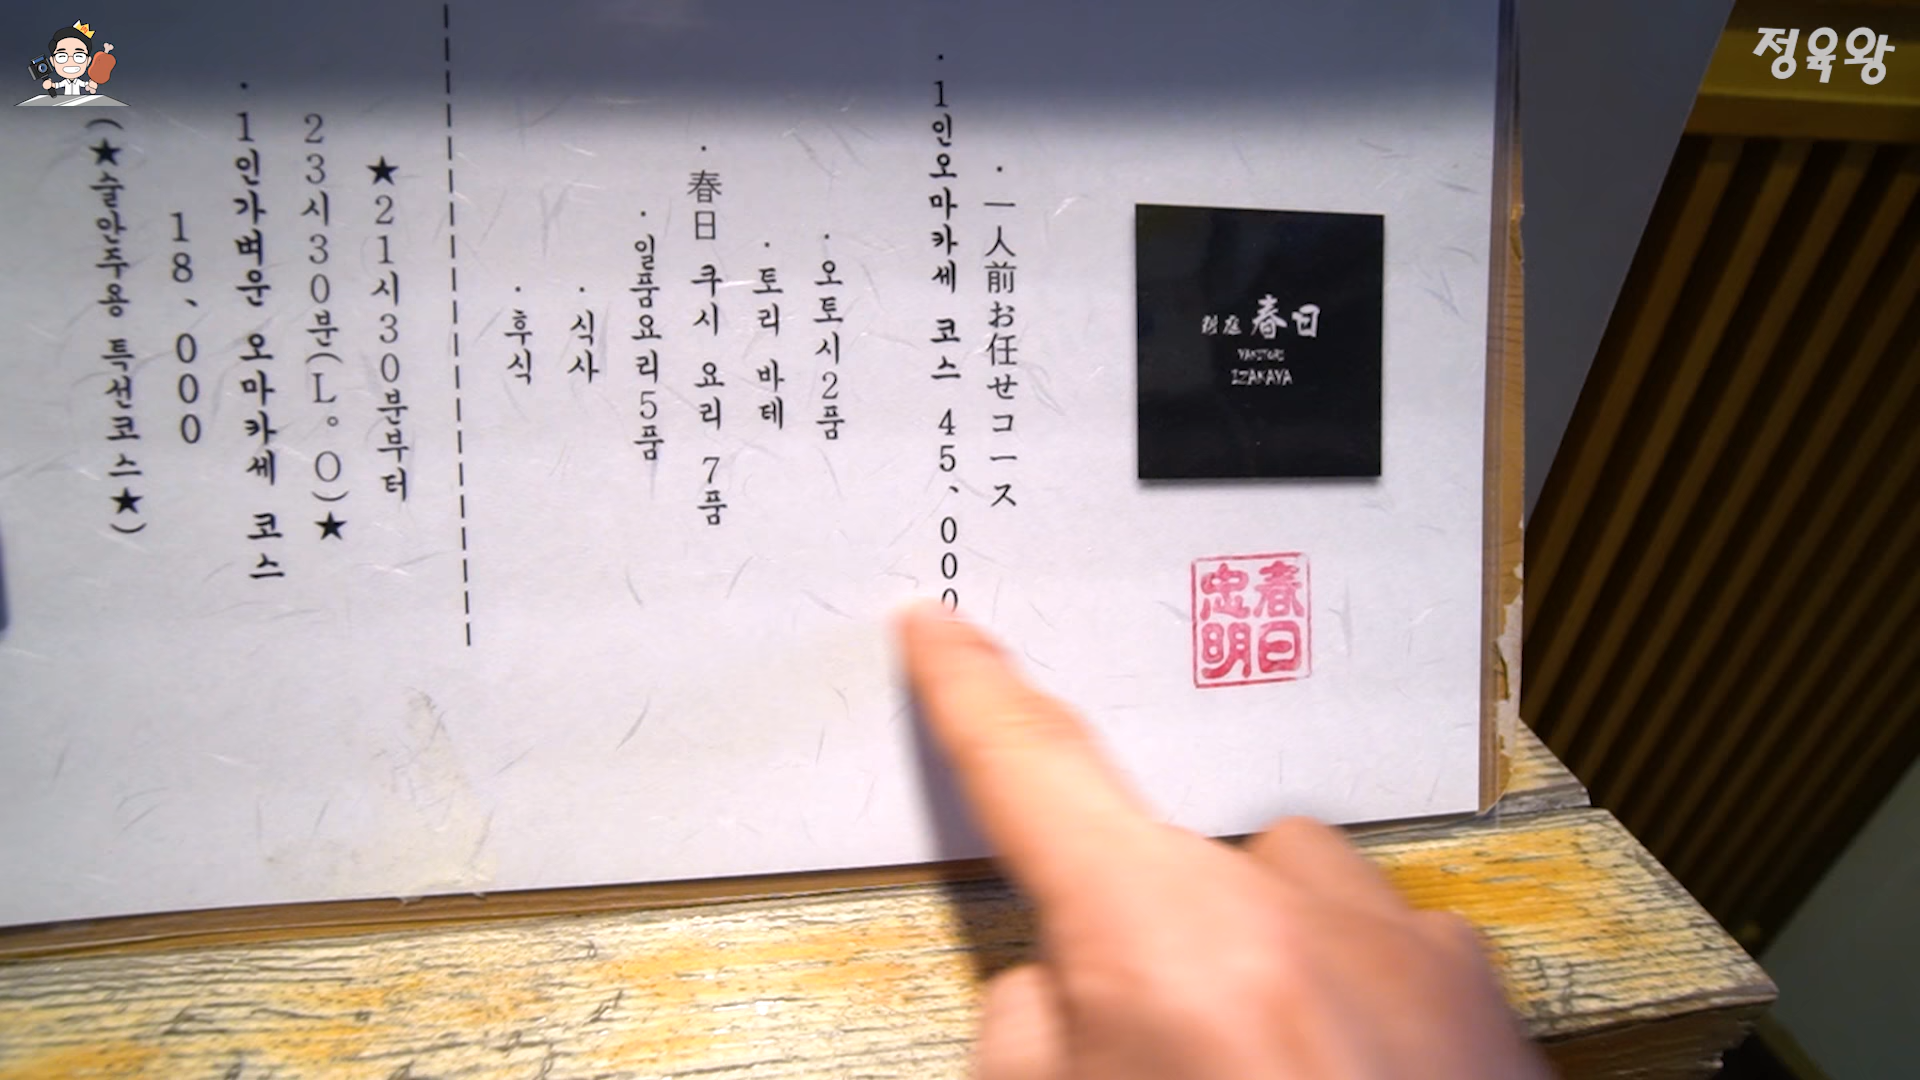 정육왕
春日
YAKITORI
IZAKAYA
春日
忠明
·一人前お任せコース
·1인오마카세 코스 45、000
·오토시2품
·토리 바테
·春日 쿠시 요리 7품
·일품요리5품
·식사
·후식
★21시30분부터
23시30분(L。O)★
·1인가벼운 오마카세 코스
18、000
(★술안주용 특선코스★)